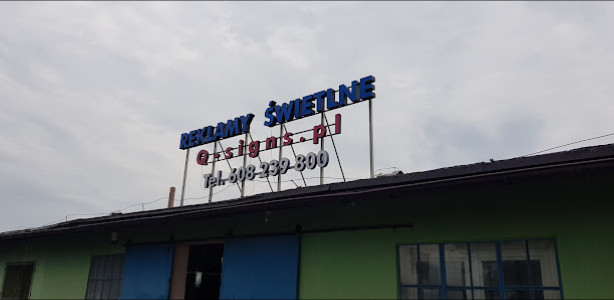 REKLAMY ŚWIETLNE
Q-signs.pl
Tel. 608-239-800